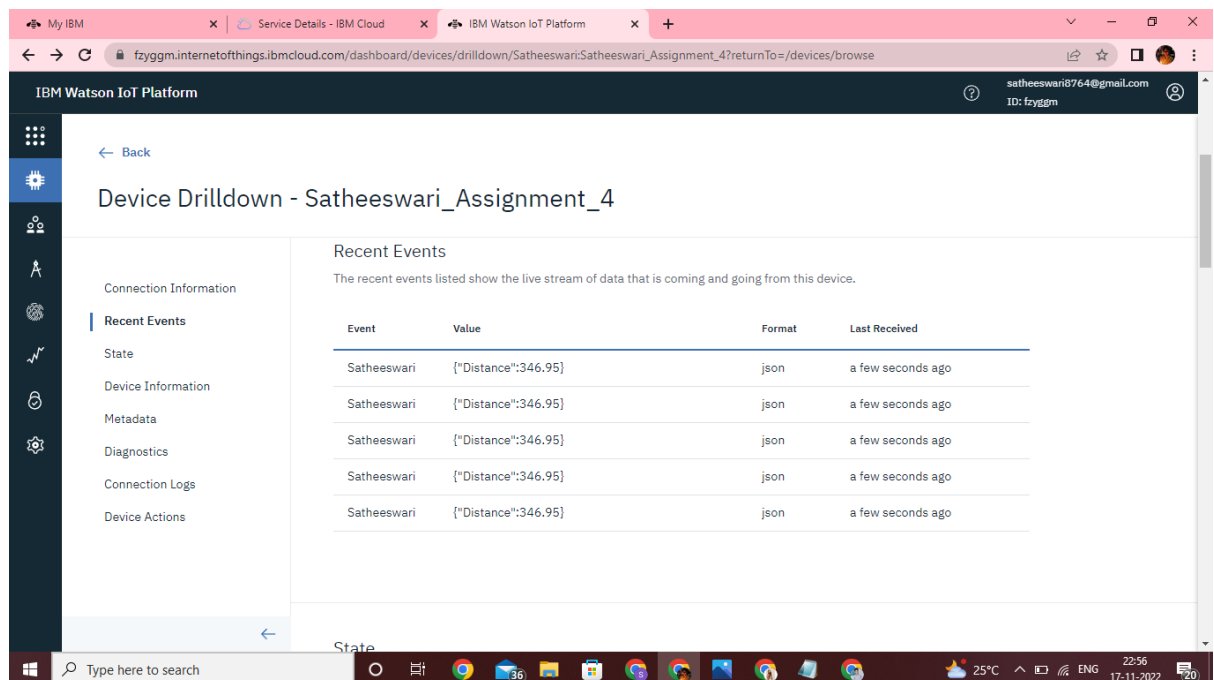 My IBM
Service Details - IBM Cloud
IBM Watson IoT Platform
fzyggm.internetofthings.ibmcloud.com/dashboard/devices/drilldown/Satheeswari:Satheeswari_Assignment_4?returnTo=/devices/browse
IBM Watson IoT Platform
satheeswari8764@gmail.com
ID: fzyggm
Back
Device Drilldown - Satheeswari_Assignment_4
Connection Information
Recent Events
State
Device Information
Metadata
Diagnostics
Connection Logs
Device Actions
Recent Events
The recent events listed show the live stream of data that is coming and going from this device.
Event Value Format Last Received
Satheeswari {"Distance":346.95} json a few seconds ago
Satheeswari {"Distance":346.95} json a few seconds ago
Satheeswari {"Distance":346.95} json a few seconds ago
Satheeswari {"Distance":346.95} json a few seconds ago
Satheeswari {"Distance":346.95} json a few seconds ago
State
Type here to search
36
25°C
ENG
22:56
17-11-2022
20